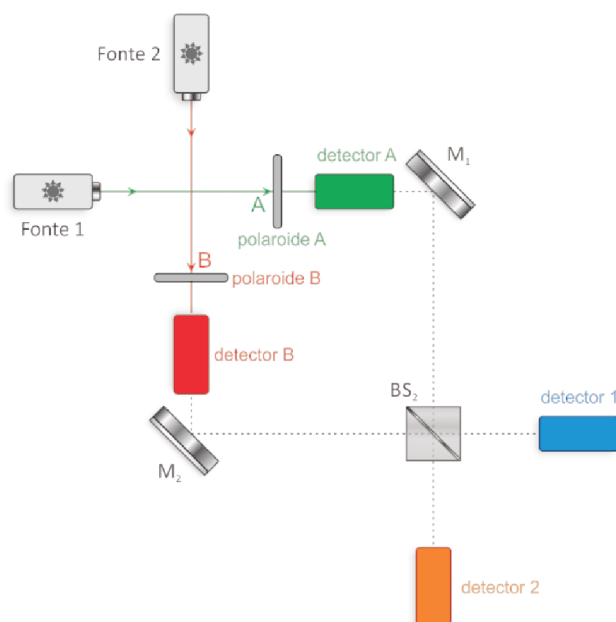 Fonte 2
detector A
M₁
A
Fonte 1
polaroide A
B
polaroide B
detector B
BS₂
detector 1
M₂
detector 2